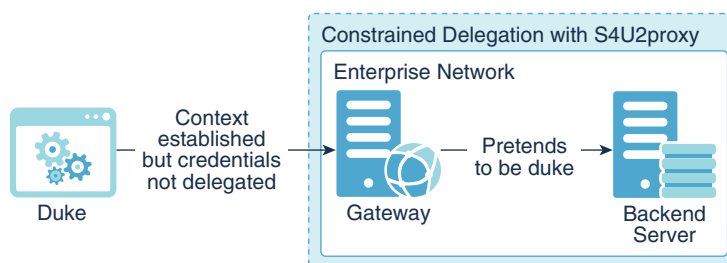 Constrained Delegation with S4U2proxy
Enterprise Network
Context
established
but credentials
not delegated
Pretends
to be duke
Duke
Gateway
Backend
Server